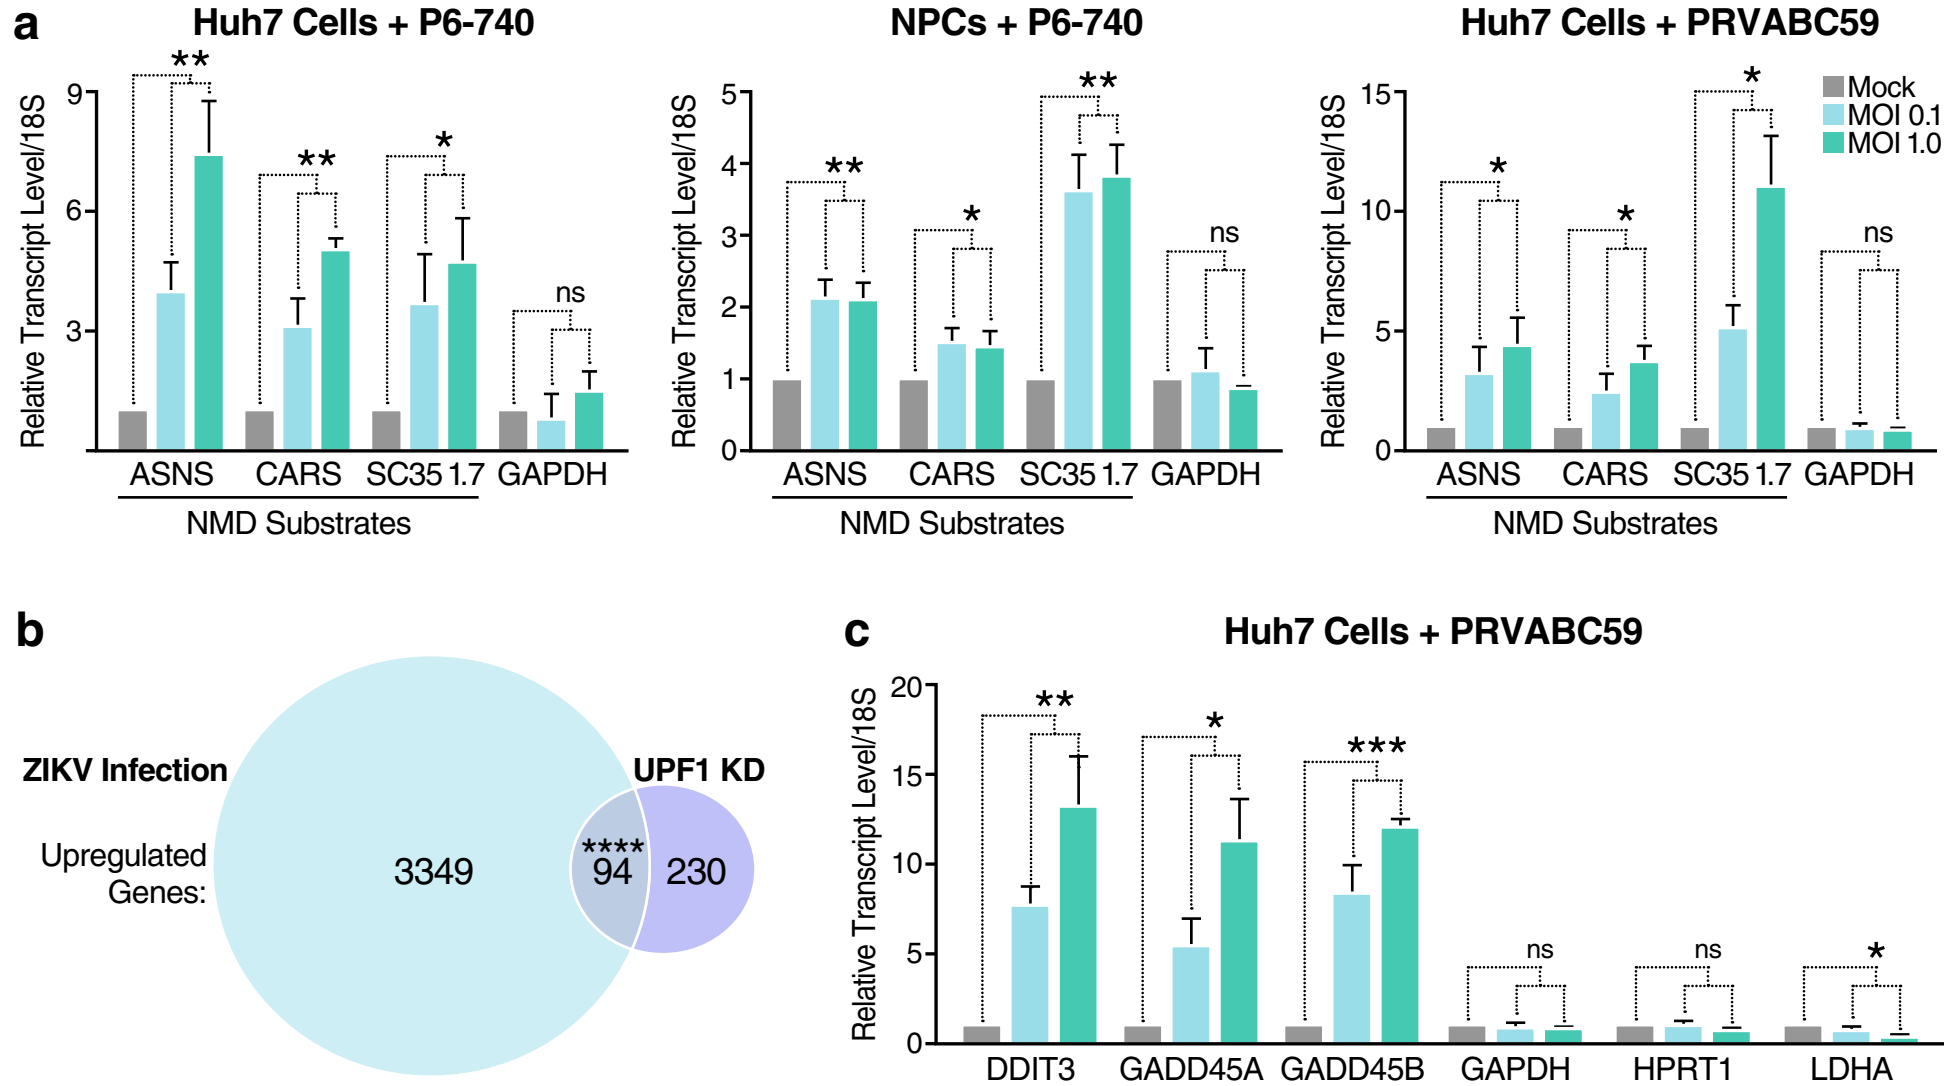 a
Huh7 Cells + P6-740
NPCs + P6-740
Huh7 Cells + PRVABC59
Relative Transcript Level/18S
9
6
3
**
**
*
ns
ASNS CARS SC35 1.7 GAPDH
NMD Substrates
Relative Transcript Level/18S
5
4
3
2
1
0
**
*
**
ns
ASNS CARS SC35 1.7 GAPDH
NMD Substrates
Relative Transcript Level/18S
15
10
5
0
*
*
*
ns
Mock
MOI 0.1
MOI 1.0
ASNS CARS SC35 1.7 GAPDH
NMD Substrates
b
ZIKV Infection
UPF1 KD
Upregulated
Genes:
3349
****
94
230
c
Huh7 Cells + PRVABC59
Relative Transcript Level/18S
20
15
10
5
0
**
*
***
ns
ns
*
DDIT3 GADD45A GADD45B GAPDH HPRT1 LDHA